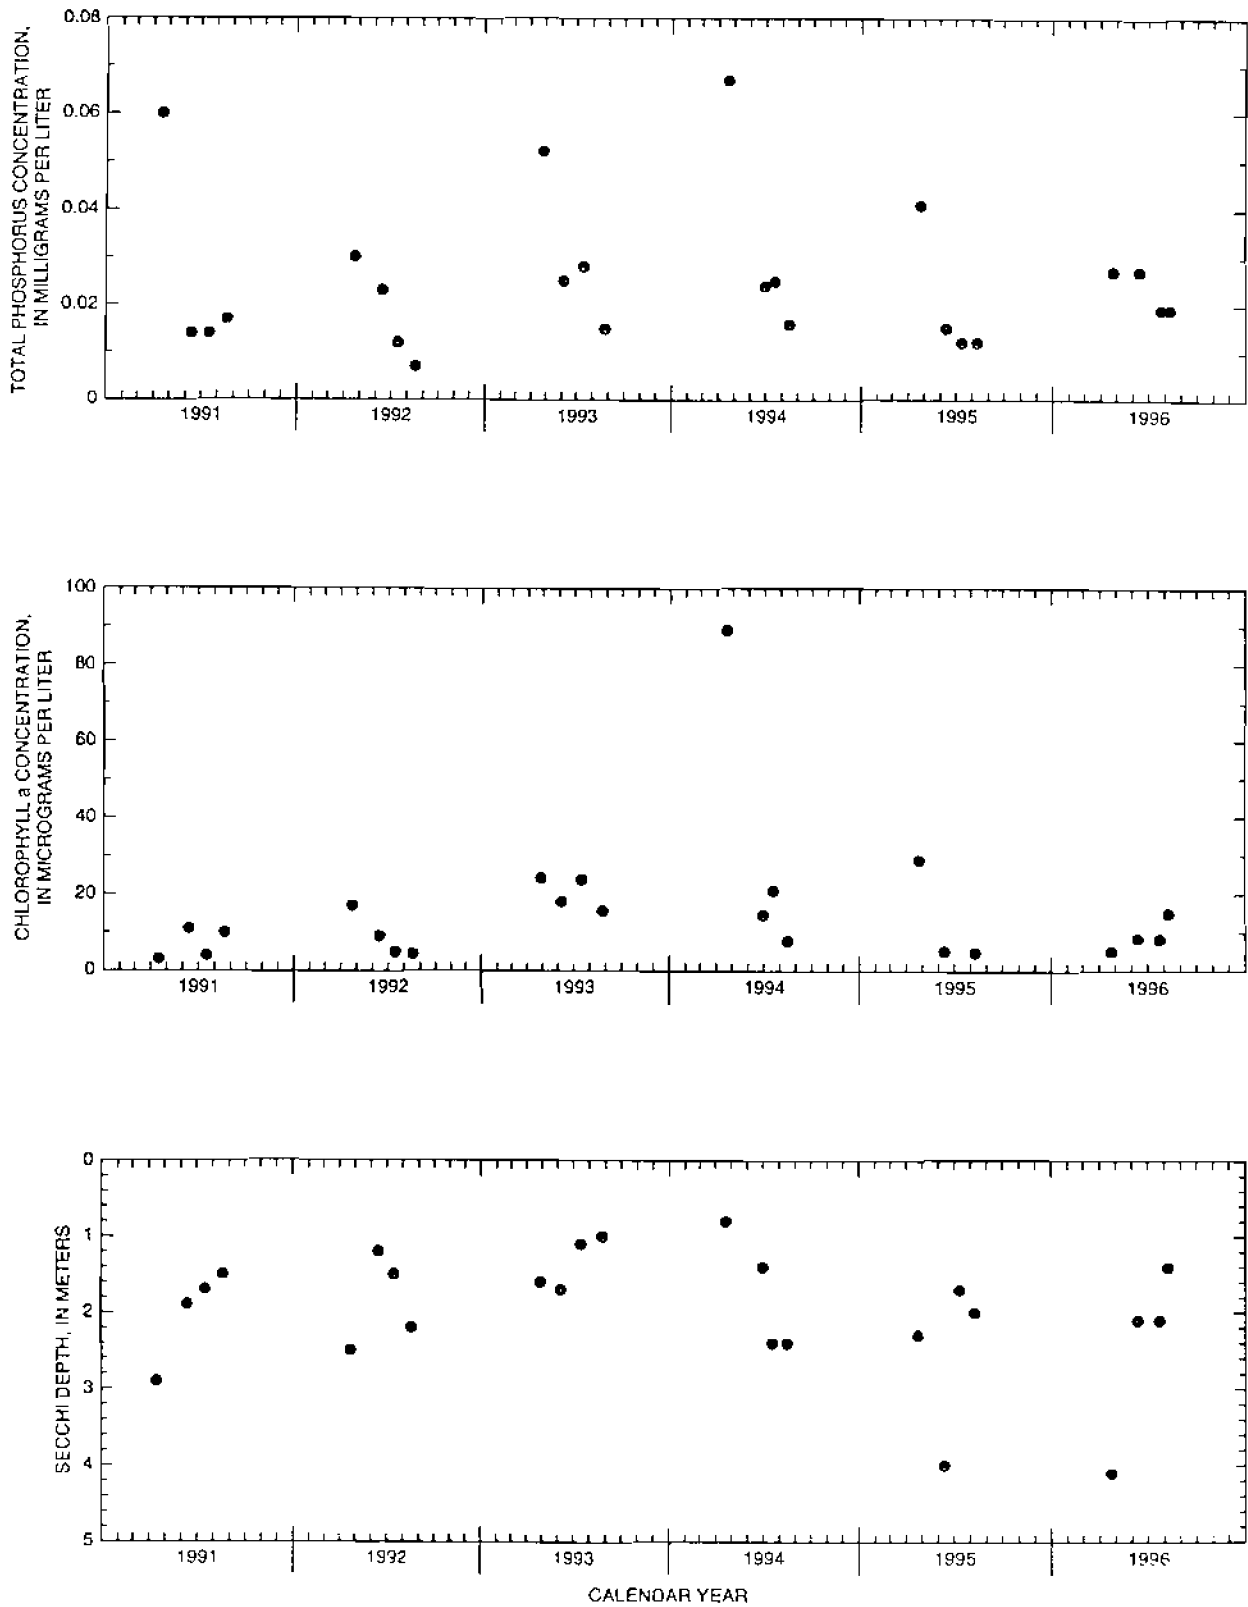 TOTAL PHOSPHORUS CONCENTRATION,
IN MILLIGRAMS PER LITER
0.08
0.06
0.04
0.02
0
1991 1992 1993 1994 1995 1996
CHLOROPHYLL a CONCENTRATION,
IN MICROGRAMS PER LITER
100
80
60
40
20
0
1991 1992 1993 1994 1995 1996
SECCHI DEPTH, IN METERS
0
1
2
3
4
5
1991 1992 1993 1994 1995 1996
CALENDAR YEAR